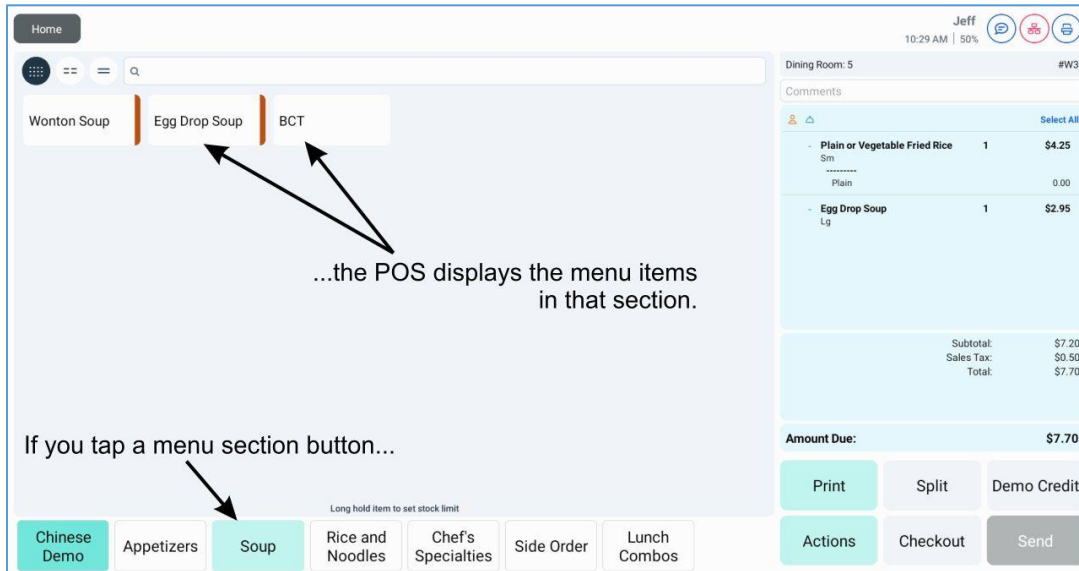 Home
Jeff
10:29 AM | 50%
Dining Room: 5 #W3
Comments
Wonton Soup Egg Drop Soup BCT
Select All
- Plain or Vegetable Fried Rice 1 $4.25
Sm
---------
Plain 0.00
- Egg Drop Soup 1 $2.95
Lg
...the POS displays the menu items
in that section.
Subtotal: $7.20
Sales Tax: $0.50
Total: $7.70
If you tap a menu section button...
Amount Due: $7.70
Long hold item to set stock limit
Chinese
Demo
Appetizers
Soup
Rice and
Noodles
Chef's
Specialties
Side Order
Lunch
Combos
Print Split Demo Credit
Actions Checkout Send